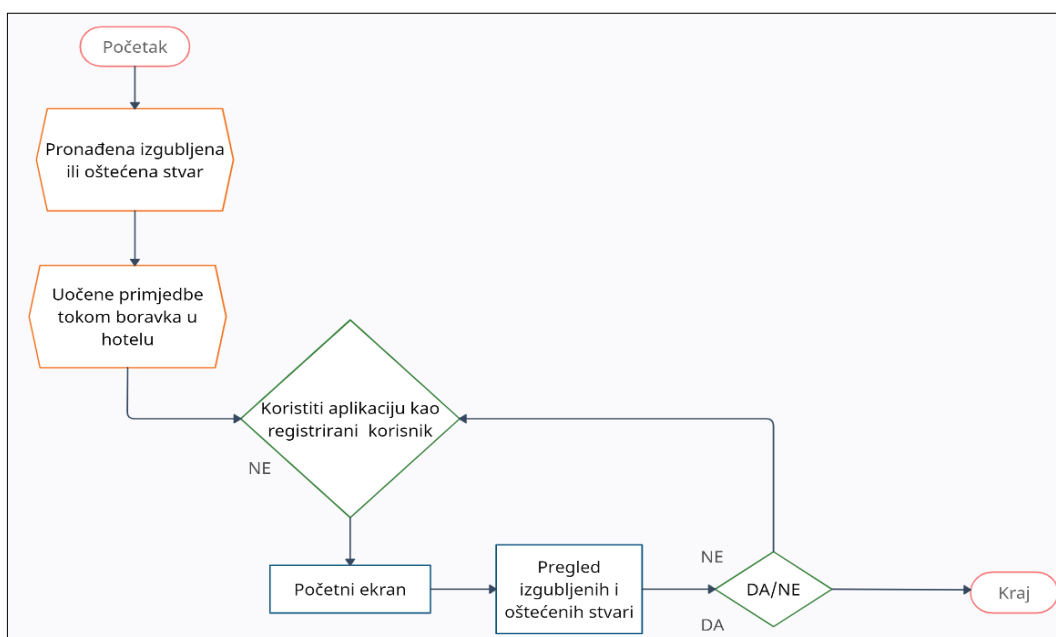 Početak
Pronađena izgubljena
ili oštećena stvar
Uočene primjedbe
tokom boravka u
hotelu
Koristiti aplikaciju kao
registrirani korisnik
NE
Početni ekran
Pregled
izgubljenih i
oštećenih stvari
NE
DA/NE
DA
Kraj